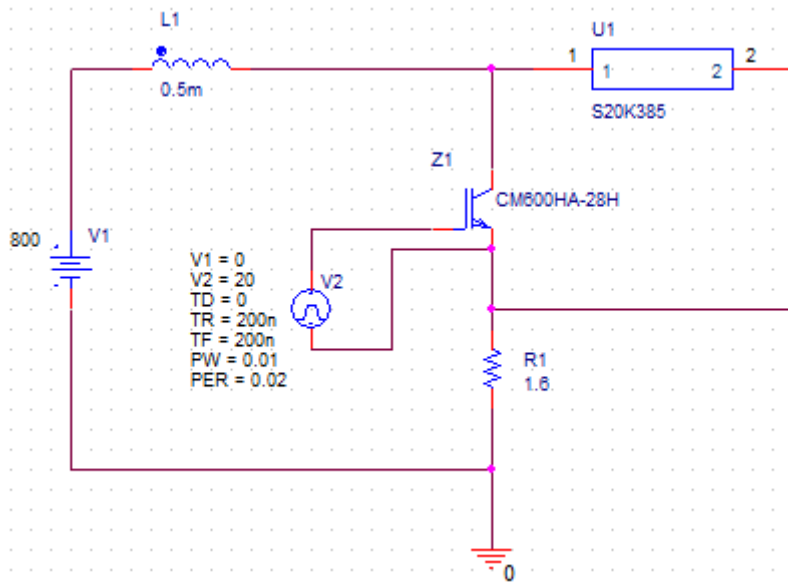 L1
0.5m
U1
1
1
2
2
S20K385
Z1
CM600HA-28H
800
V1
V1 = 0
V2 = 20
TD = 0
TR = 200n
TF = 200n
PW = 0.01
PER = 0.02
V2
R1
1.6
0